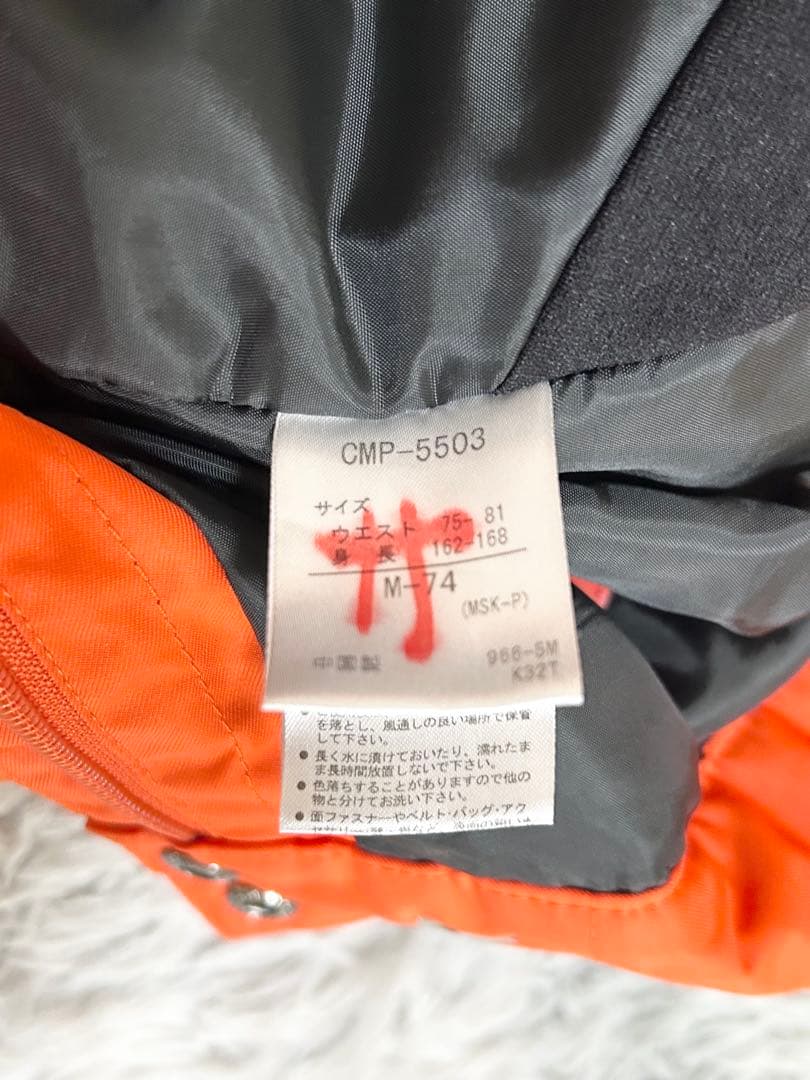 CMP-5503
サイズ
ウエスト 75- 81
身 長 162-168
M-74
(MSK-P)
中国製
966-5M
K32T
竹
を落とし、風通しの良い場所で保管
して下さい。
● 長く水に漬けておいたり、濡れたま
ま長時間放置しないで下さい。
● 色落ちすることがありますので他の
物と分けてお洗い下さい。
● 面ファスナーやベルト・バッグ・アク